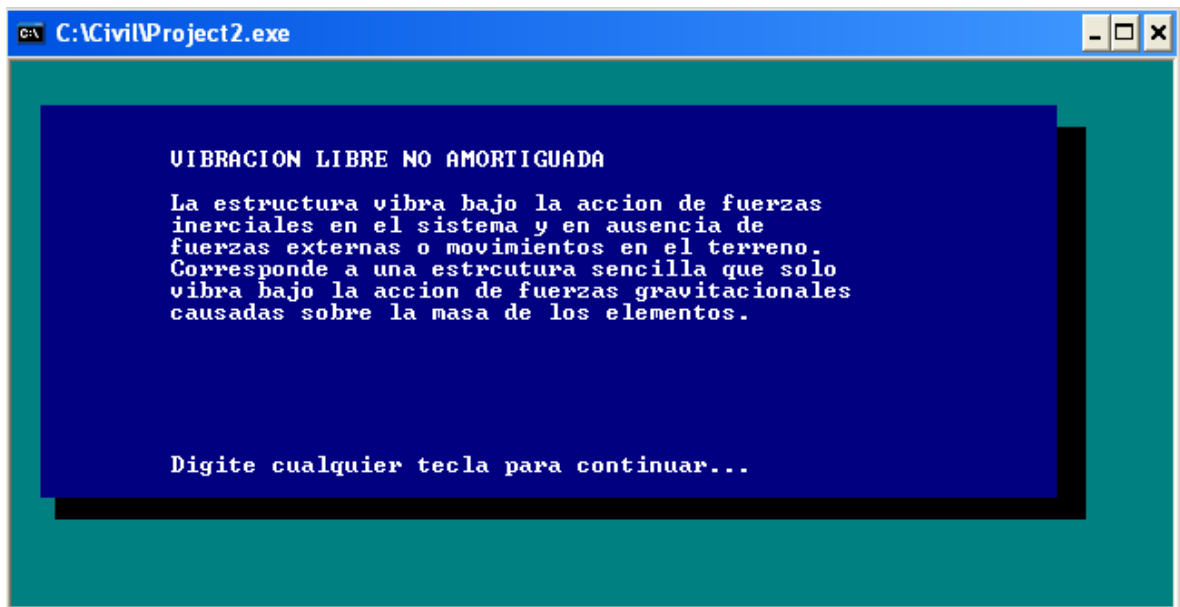 C:\Civil\Project2.exe
VIBRACION LIBRE NO AMORTIGUADA
La estructura vibra bajo la accion de fuerzas
inerciales en el sistema y en ausencia de
fuerzas externas o movimientos en el terreno.
Corresponde a una estrcutura sencilla que solo
vibra bajo la accion de fuerzas gravitacionales
causadas sobre la masa de los elementos.
Digite cualquier tecla para continuar...